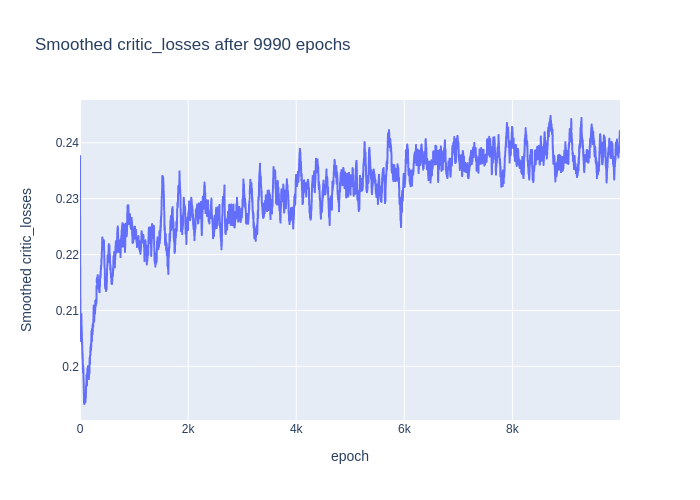 Smoothed critic_losses after 9990 epochs
0.24
0.23
0.22
0.21
0.2
Smoothed critic_losses
0
2k
4k
6k
8k
epoch